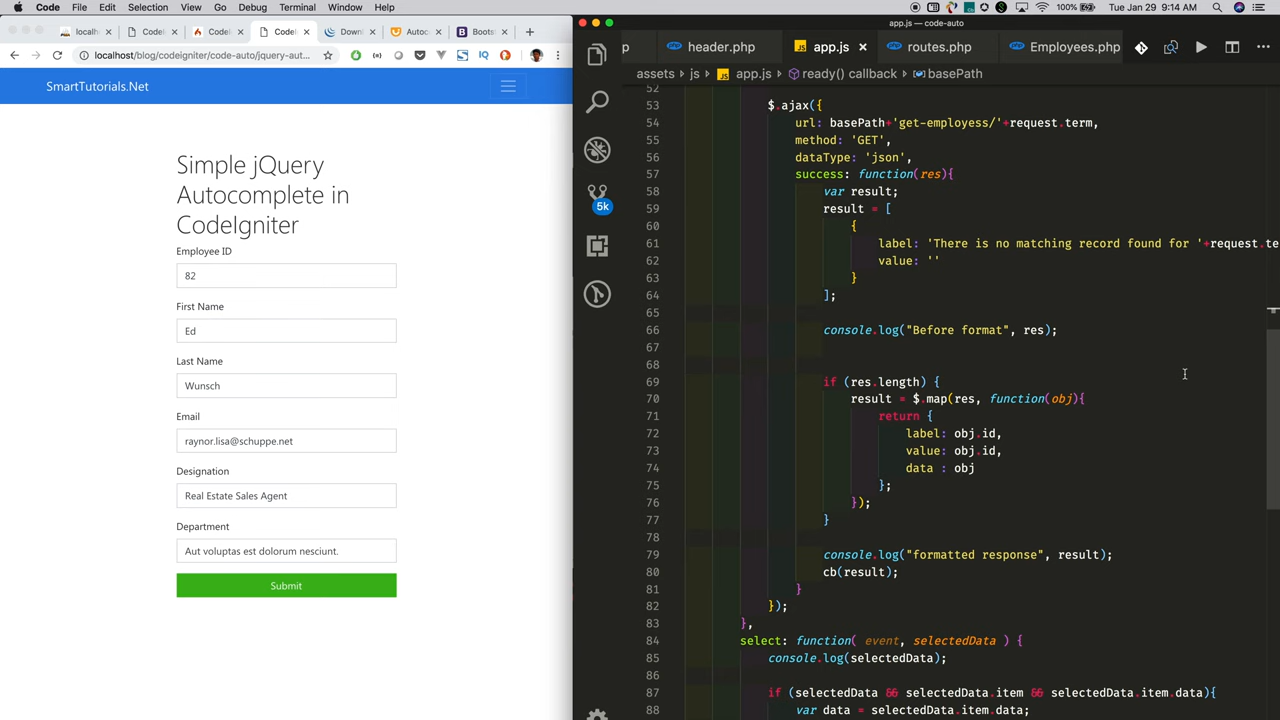 Code File Edit Selection View Go Debug Terminal Window Help
100% Tue Jan 29 9:14 AM
localh Codei CodeI CodeI Downl Autoc Boots
app.js — code-auto
localhost/blog/codeigniter/code-auto/jquery-aut...
p header.php app.js routes.php Employees.php
assets > js > app.js > ready() callback > basePath
SmartTutorials.Net
Simple jQuery
Autocomplete in
CodeIgniter
Employee ID
82
First Name
Ed
Last Name
Wunsch
Email
raynor.lisa@schuppe.net
Designation
Real Estate Sales Agent
Department
Aut voluptas est dolorum nesciunt.
Submit
5k
52
53 $.ajax({
54 url: basePath+'get-employess/'+request.term,
55 method: 'GET',
56 dataType: 'json',
57 success: function(res){
58 var result;
59 result = [
60 {
61 label: 'There is no matching record found for '+request.te
62 value: ''
63 }
64 ];
65
66 console.log("Before format", res);
67
68
69 if (res.length) {
70 result = $.map(res, function(obj){
71 return {
72 label: obj.id,
73 value: obj.id,
74 data : obj
75 };
76 });
77 }
78
79 console.log("formatted response", result);
80 cb(result);
81 }
82 });
83 },
84 select: function( event, selectedData ) {
85 console.log(selectedData);
86
87 if (selectedData && selectedData.item && selectedData.item.data){
88 var data = selectedData.item.data;